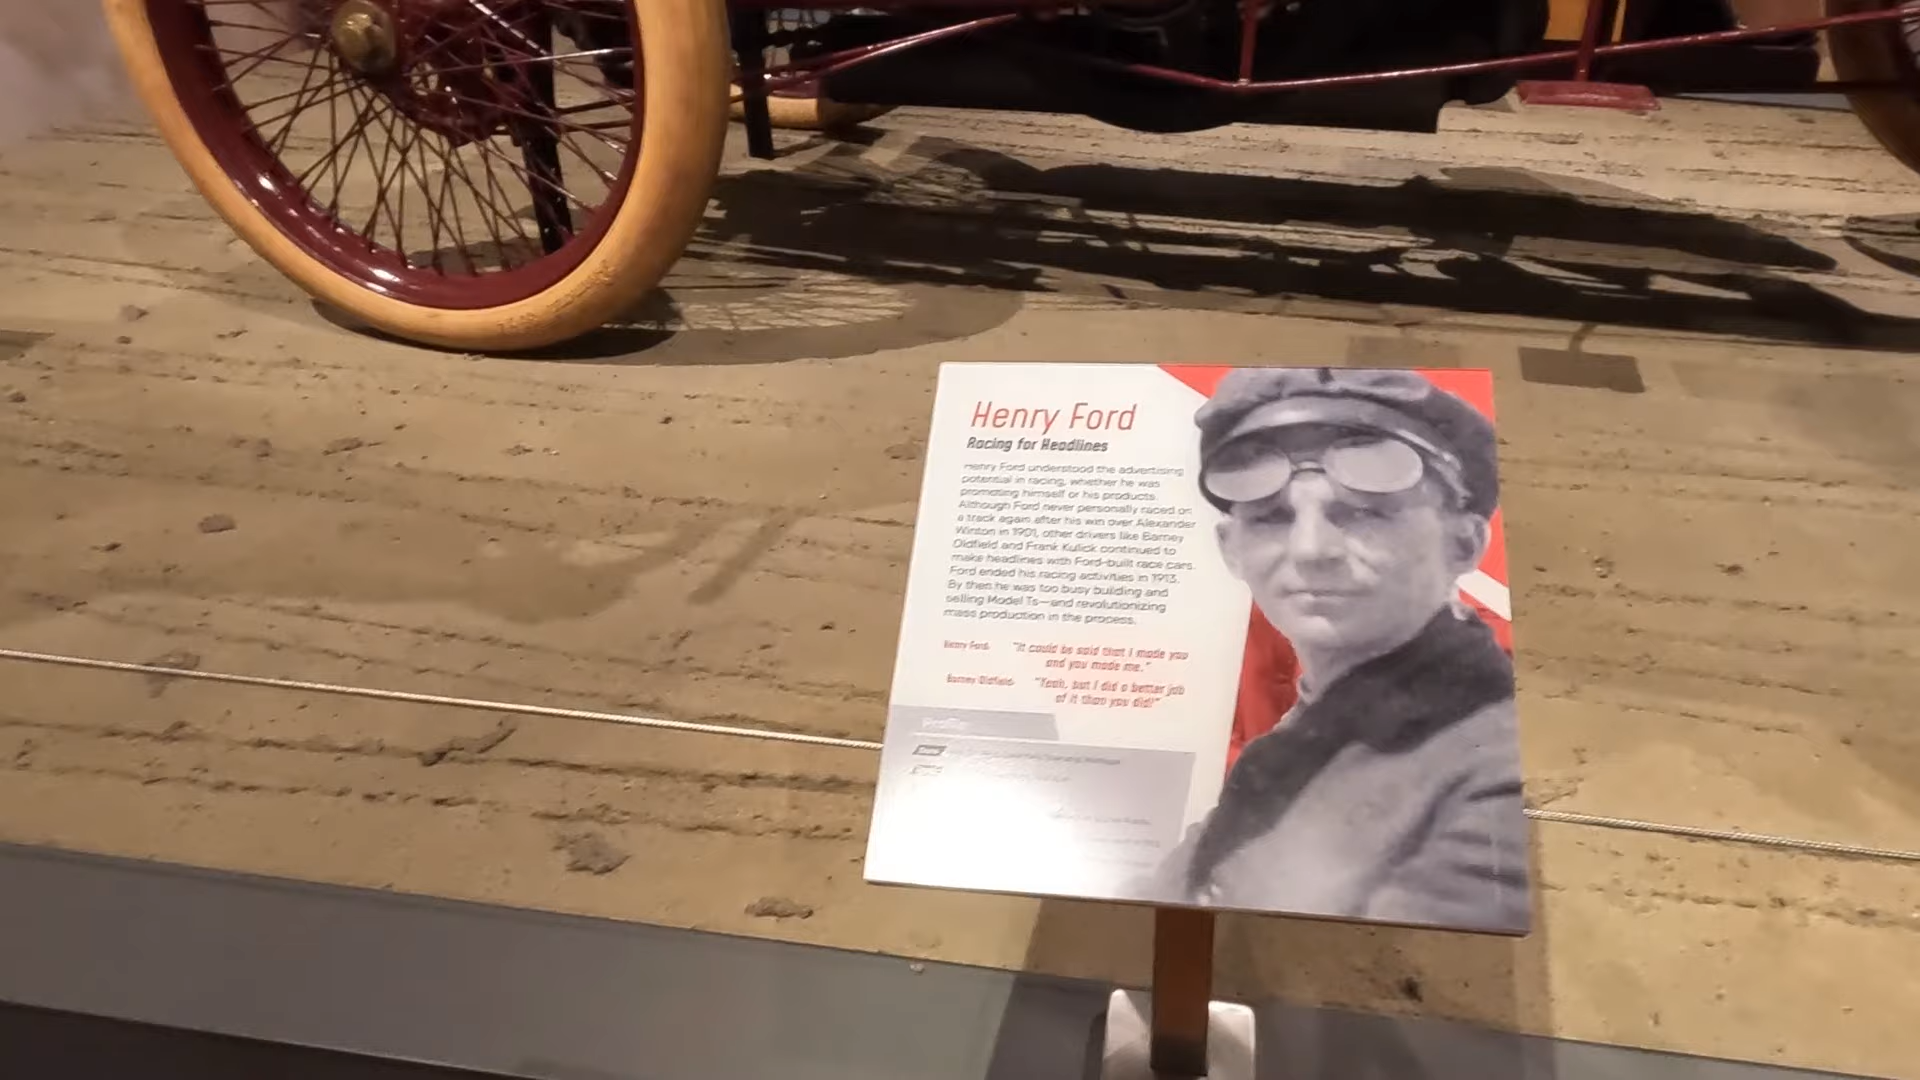 Henry Ford
Racing for Headlines
Henry Ford understood the advertising
potential in racing, whether he was
promoting himself or his products.
Although Ford never personally raced on
a track again after his win over Alexander
Winton in 1901, other drivers like Barney
Oldfield and Frank Kulick continued to
make headlines with Ford-built race cars.
Ford ended his racing activities in 1913.
By then he was too busy building and
selling Model Ts—and revolutionizing
mass production in the process.
Henry Ford: "It could be said that I made you
and you made me."
Barney Oldfield: "Yeah, but I did a better job
of it than you did!"
Profile